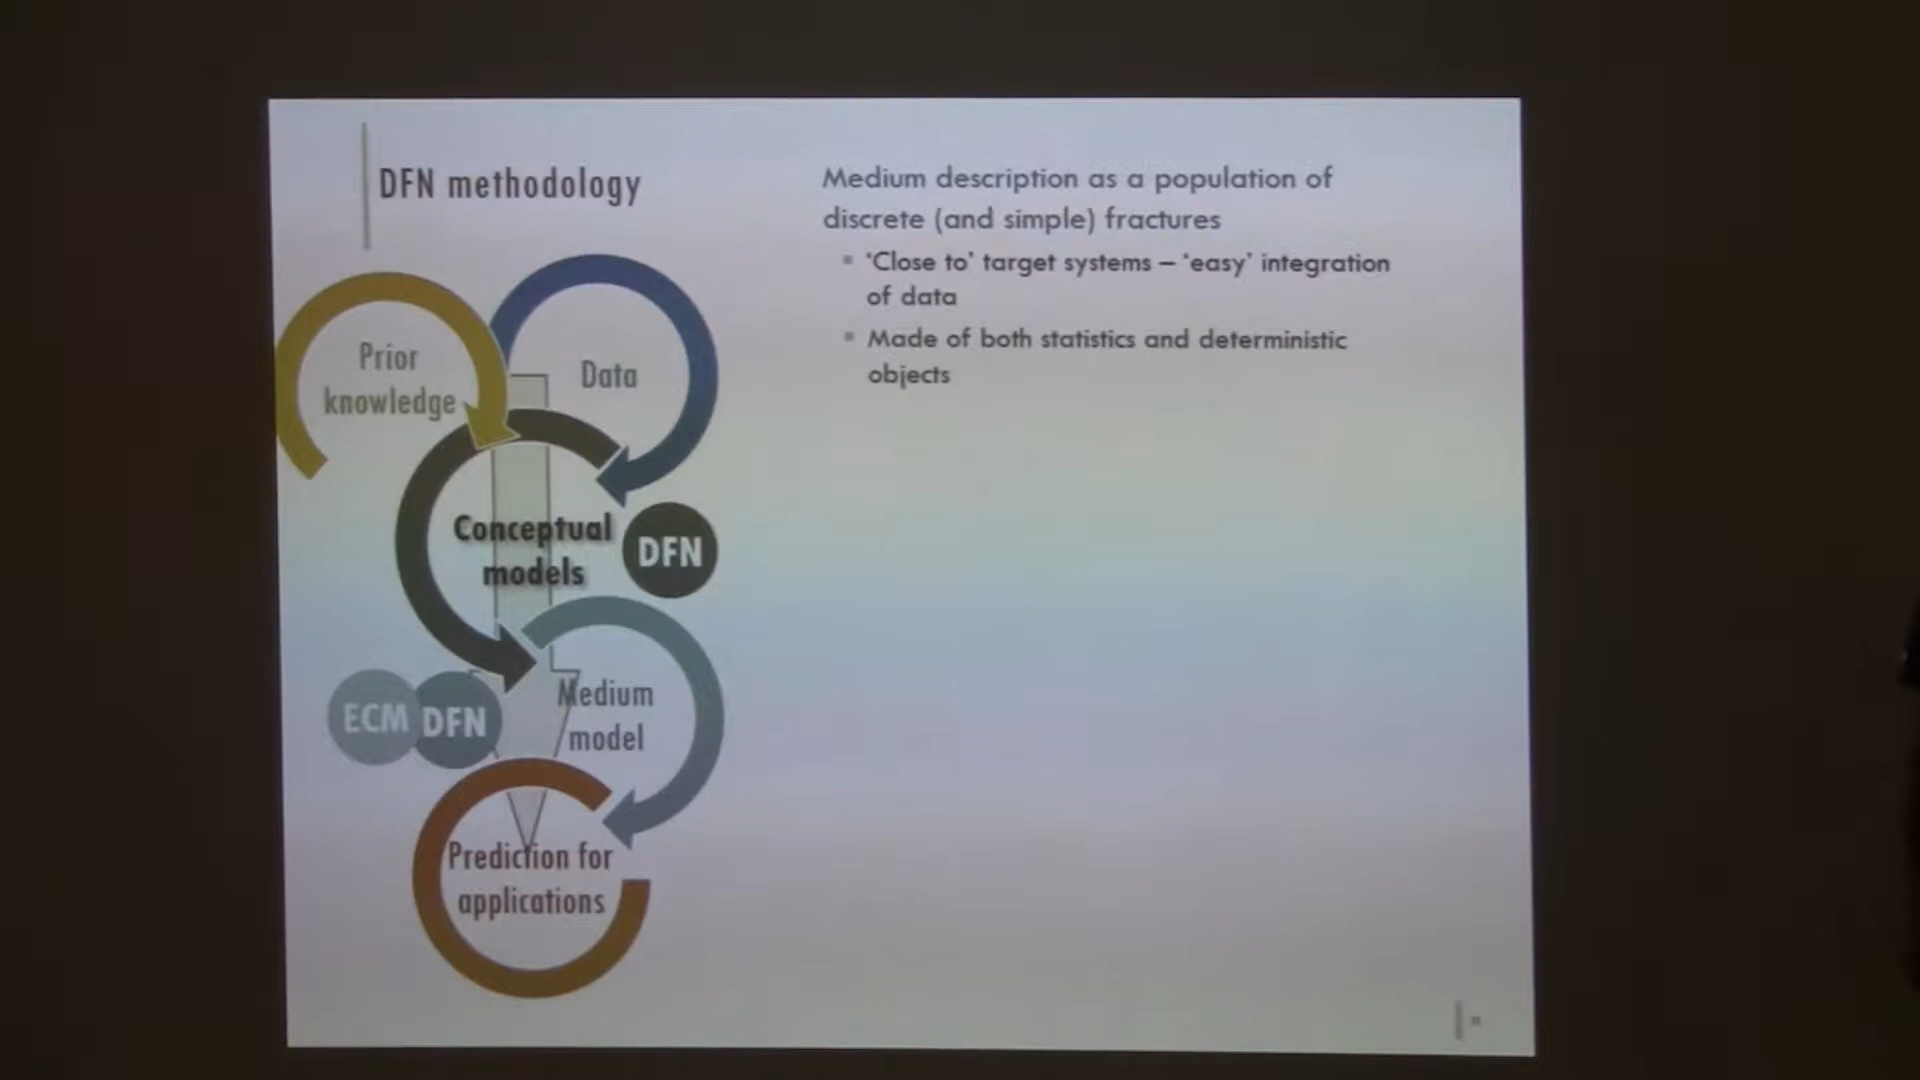 DFN methodology
Medium description as a population of
discrete (and simple) fractures
‘Close to’ target systems – ‘easy’ integration
of data
Made of both statistics and deterministic
objects
Prior
knowledge
Data
Conceptual
models
DFN
ECM DFN
Medium
model
Prediction for
applications